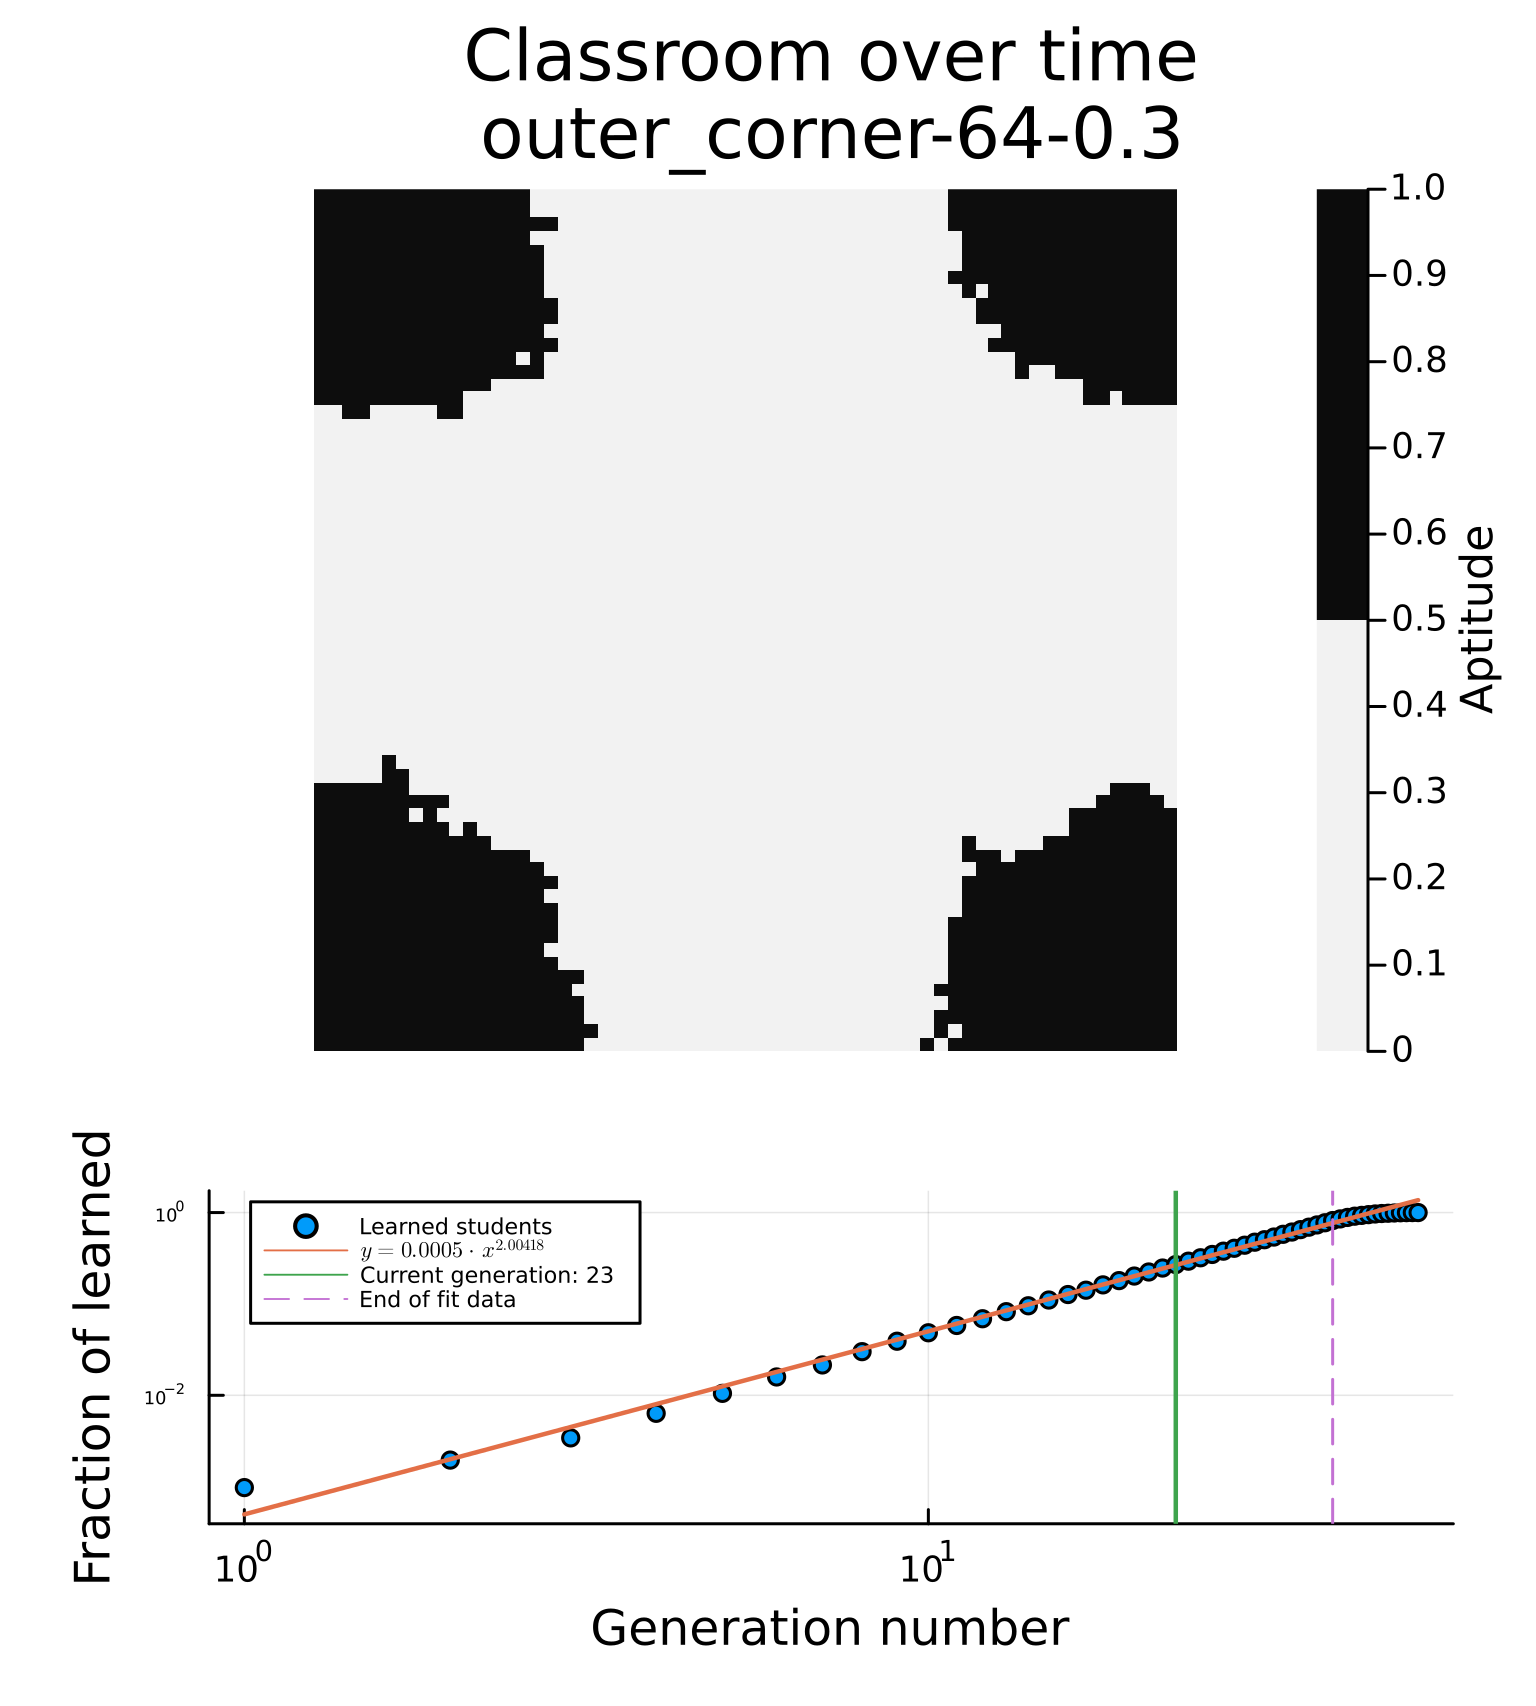 Classroom over time
outer_corner-64-0.3
1.0
0.9
0.8
0.7
0.6
0.5
0.4
0.3
0.2
0.1
0
Aptitude
Fraction of learned
10⁰
10⁻²
Learned students
y = 0.0005 · x^2.00418
Current generation: 23
End of fit data
10⁰
10¹
Generation number